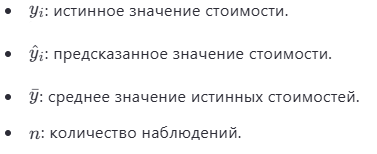 • yᵢ: истинное значение стоимости.
• ŷᵢ: предсказанное значение стоимости.
• ȳ: среднее значение истинных стоимостей.
• n: количество наблюдений.